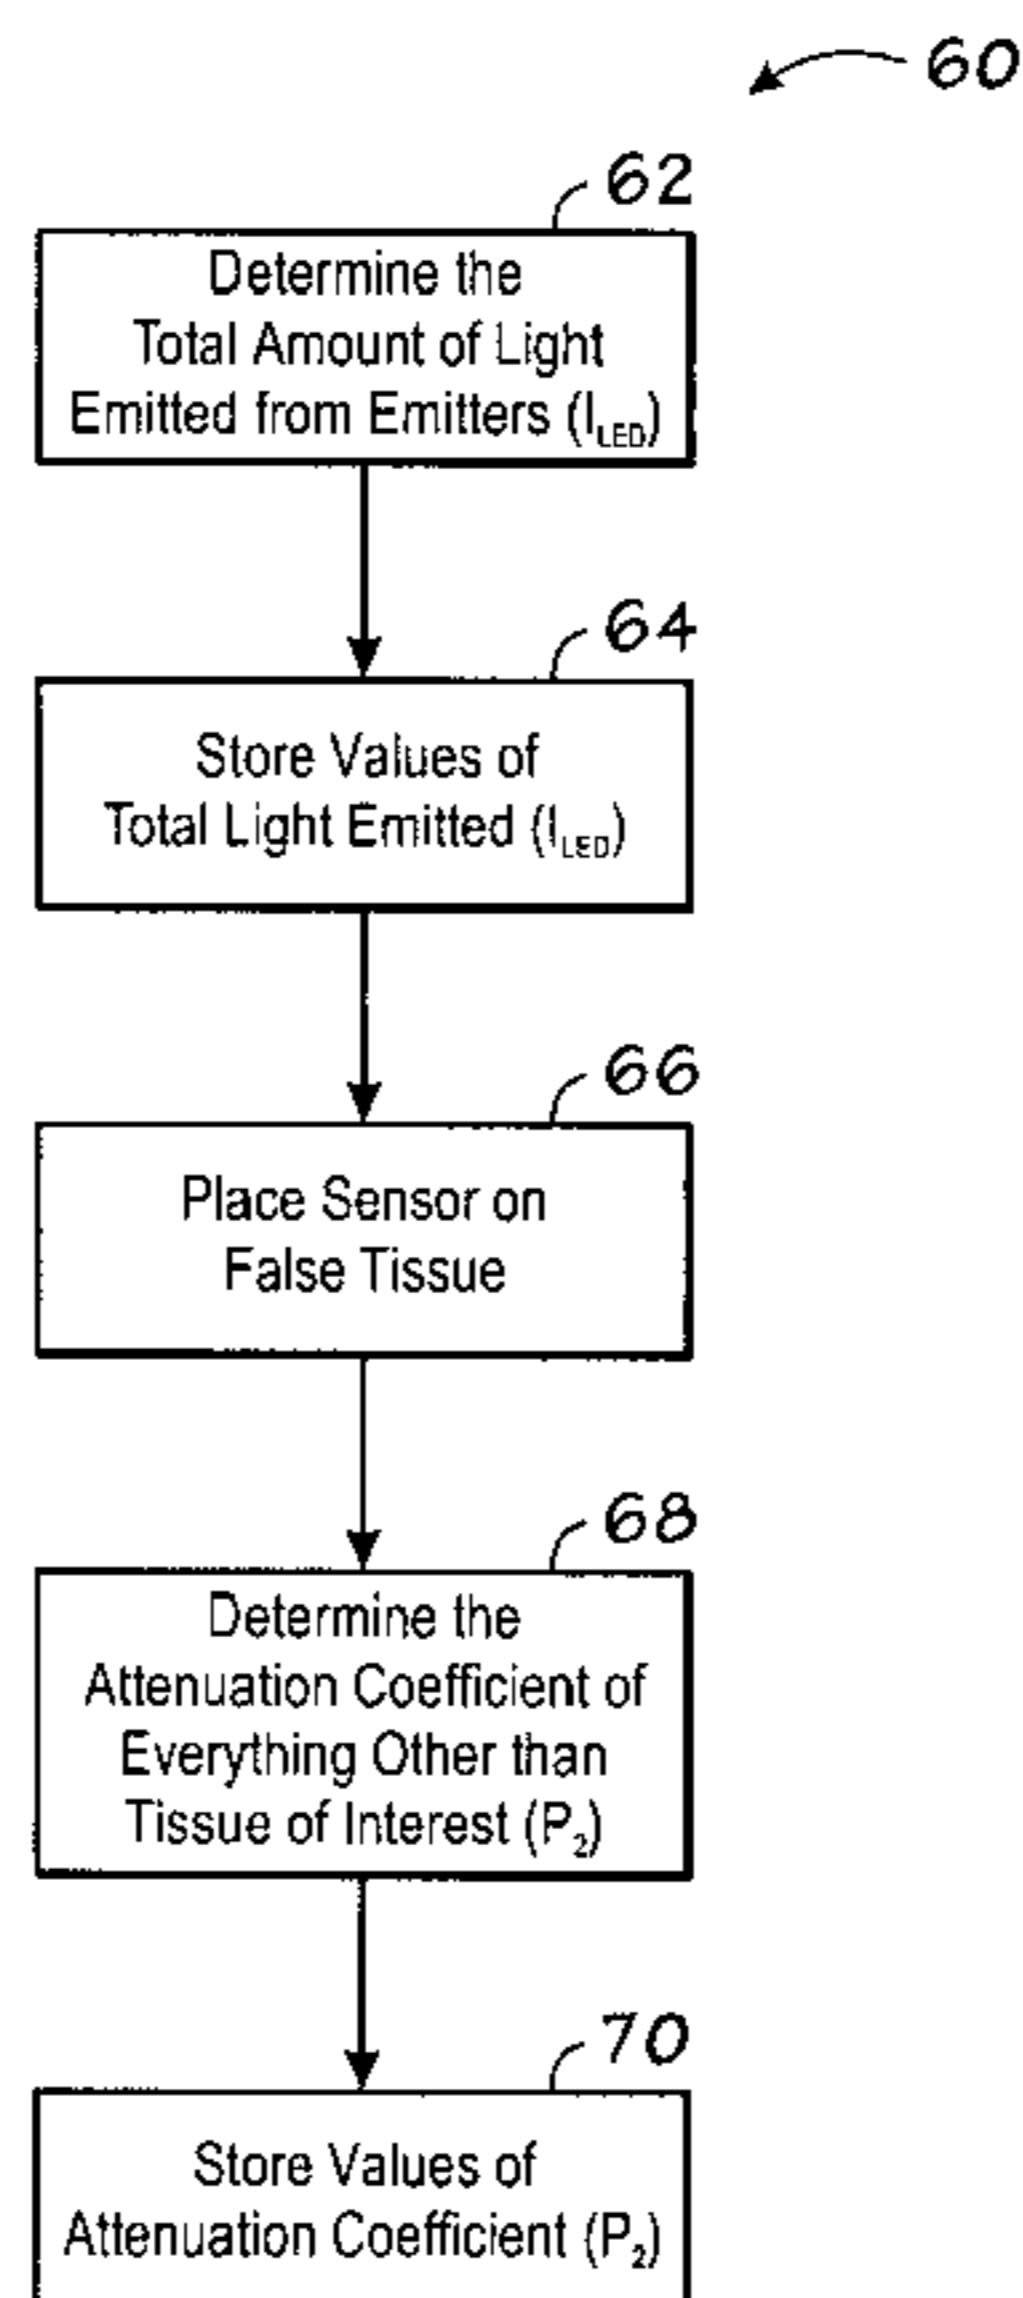 60
62
Determine the
Total Amount of Light
Emitted from Emitters (I_LED)
64
Store Values of
Total Light Emitted (I_LED)
66
Place Sensor on
False Tissue
68
Determine the
Attenuation Coefficient of
Everything Other than
Tissue of Interest (P₂)
70
Store Values of
Attenuation Coefficient (P₂)